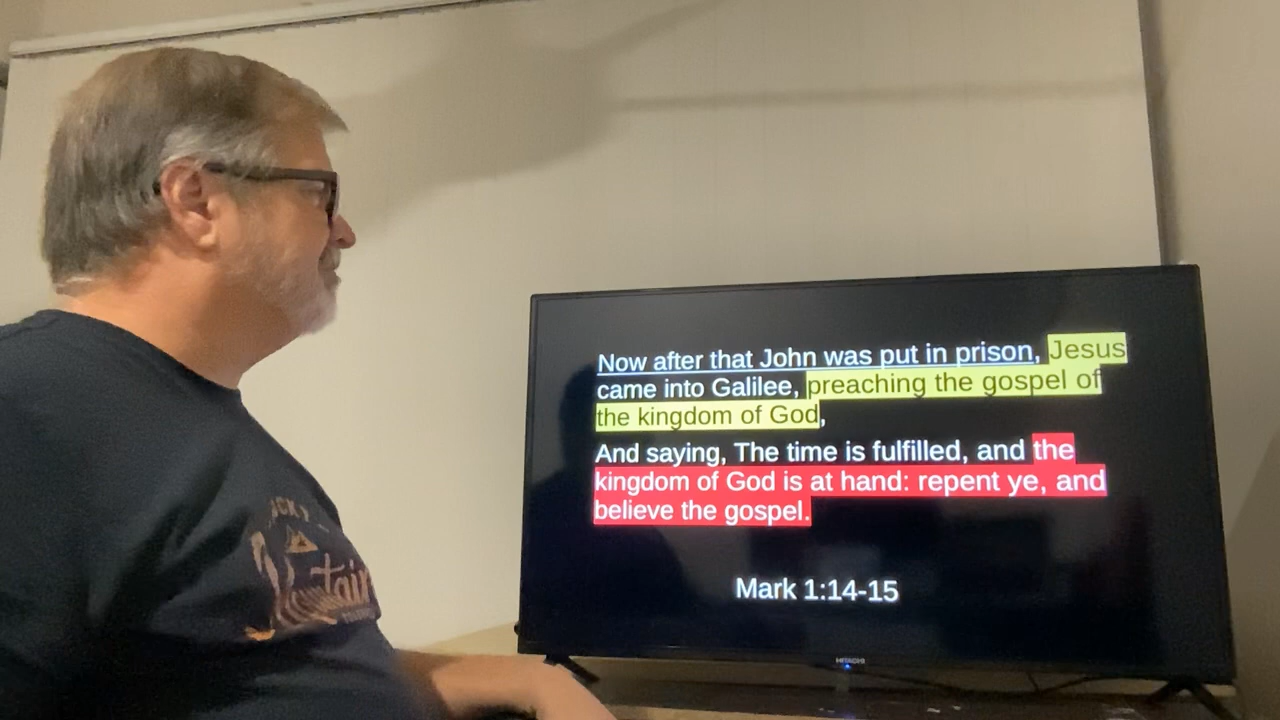 Now after that John was put in prison, Jesus
came into Galilee, preaching the gospel of
the kingdom of God,
And saying, The time is fulfilled, and the
kingdom of God is at hand: repent ye, and
believe the gospel.
Mark 1:14-15
HITACHI
Mountain